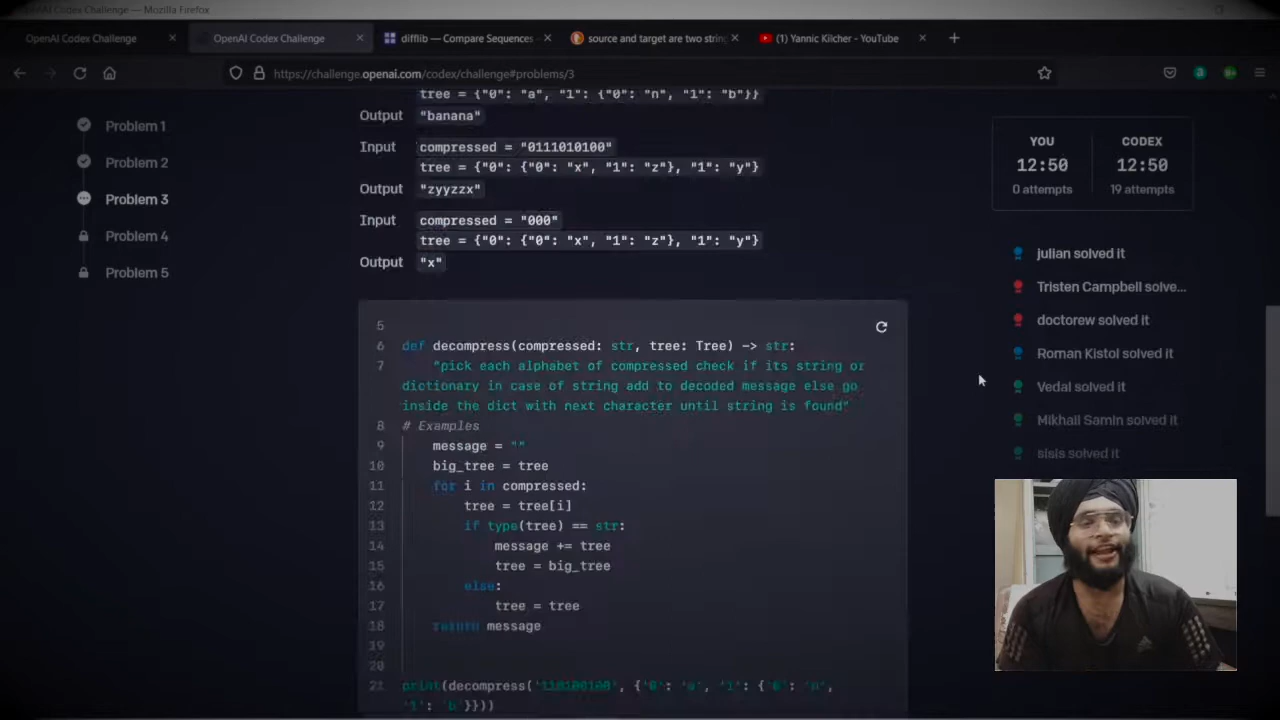 OpenAI Codex Challenge — Mozilla Firefox
OpenAI Codex Challenge
OpenAI Codex Challenge
difflib — Compare Sequences
source and target are two strin
(1) Yannic Kilcher - YouTube
https://challenge.openai.com/codex/challenge#problems/3
Problem 1
Problem 2
Problem 3
Problem 4
Problem 5
tree = {"0": "a", "1": {"0": "n", "1": "b"}}
Output "banana"
Input compressed = "0111010100"
tree = {"0": {"0": "x", "1": "z"}, "1": "y"}
Output "zyyzzx"
Input compressed = "000"
tree = {"0": {"0": "x", "1": "z"}, "1": "y"}
Output "x"
5
6 def decompress(compressed: str, tree: Tree) -> str:
7 "pick each alphabet of compressed check if its string or
dictionary in case of string add to decoded message else go
inside the dict with next character until string is found"
8 # Examples
9 message = ""
10 big_tree = tree
11 for i in compressed:
12 tree = tree[i]
13 if type(tree) == str:
14 message += tree
15 tree = big_tree
16 else:
17 tree = tree
18 return message
19
20
21 print(decompress('110100100', {'0': 'a', '1': {'0': 'n',
'1': 'b'}}))
YOU CODEX
12:50 12:50
0 attempts 19 attempts
julian solved it
Tristen Campbell solve...
doctorew solved it
Roman Kistol solved it
Vedal solved it
Mikhail Samin solved it
sisis solved it